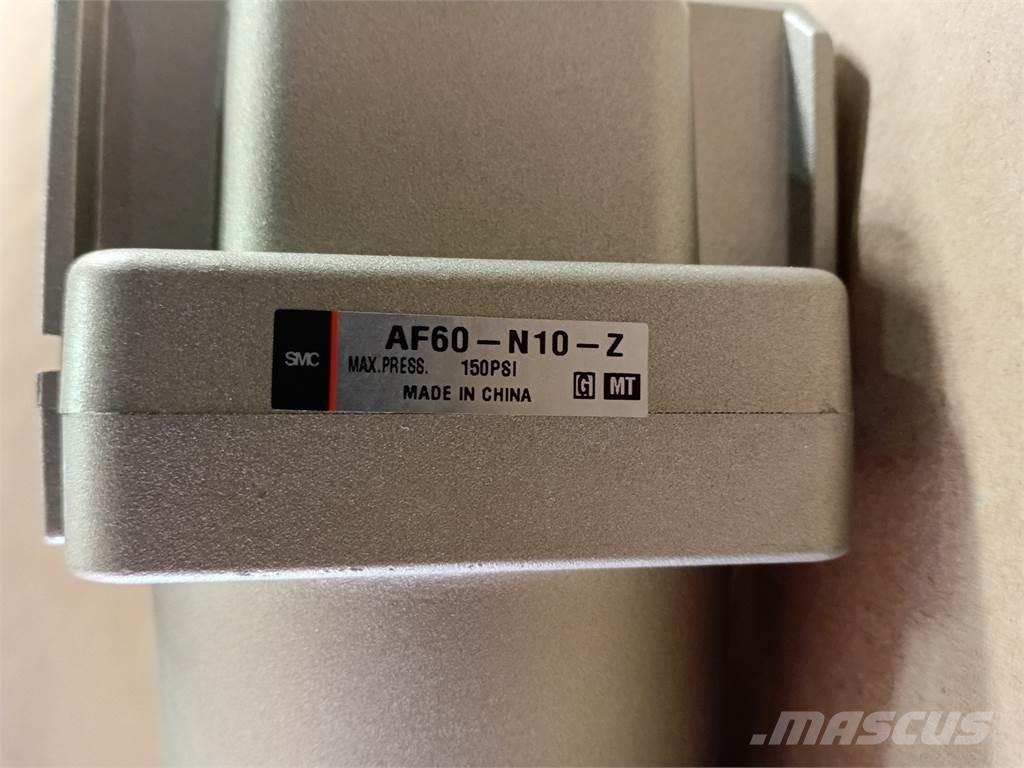 SMC
AF60-N10-Z
MAX.PRESS. 150PSI
MADE IN CHINA
G MT
.MASCUS